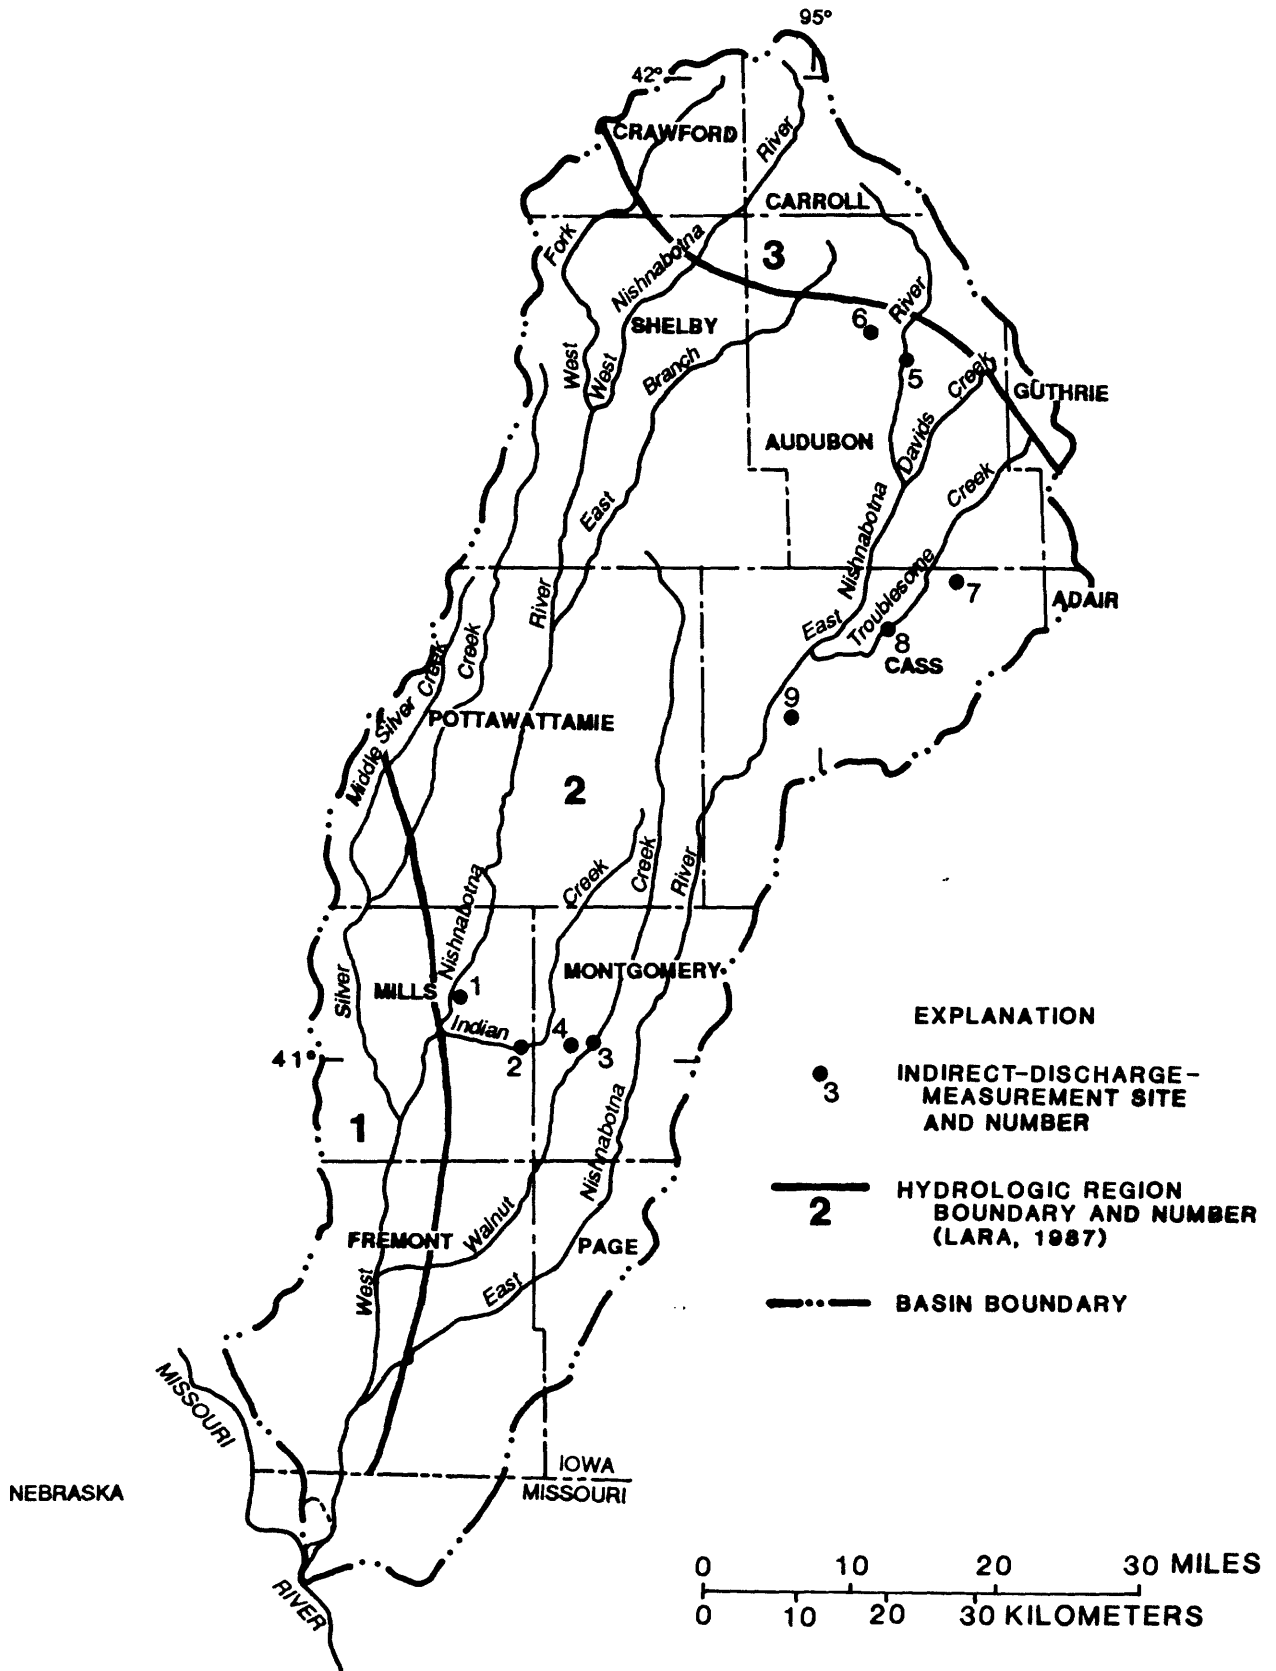 95°
42°
CRAWFORD
River
CARROLL
Fork
Nishnabotna
3
SHELBY
6
River
5
West
West
Branch
Creek
GUTHRIE
AUDUBON
Davids
Creek
East
Nishnabotna
River
Troublesome
7
ADAIR
East
8
CASS
Creek
Creek
9
Middle Silver
POTTAWATTAMIE
2
Creek
Creek
River
Nishnabotna
MONTGOMERY
Silver
MILLS
1
Indian
4
3
2
41°
1
Nishnabotna
FREMONT
Walnut
PAGE
West
East
MISSOURI
RIVER
NEBRASKA
IOWA
MISSOURI
EXPLANATION
3
INDIRECT-DISCHARGE-
MEASUREMENT SITE
AND NUMBER
2
HYDROLOGIC REGION
BOUNDARY AND NUMBER
(LARA, 1987)
BASIN BOUNDARY
0 10 20 30 MILES
0 10 20 30 KILOMETERS